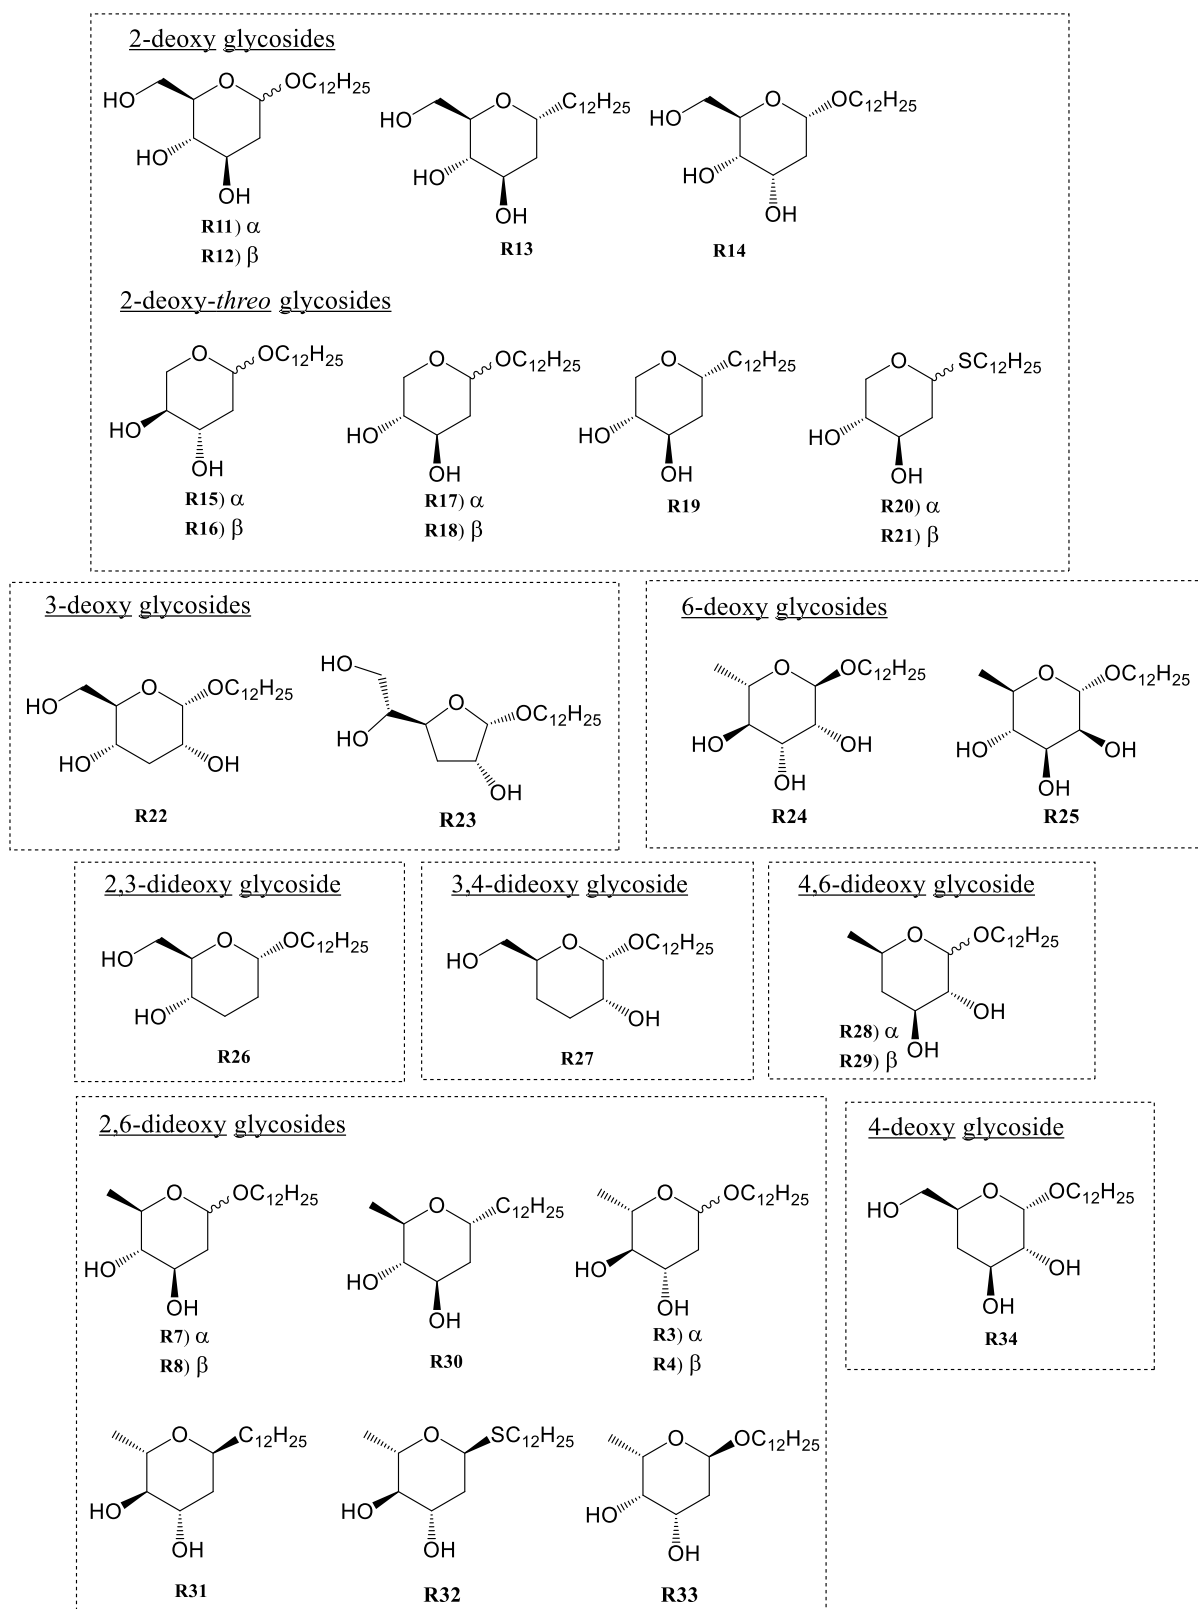 2-deoxy glycosides
HO O OC12H25
HO
OH
R11) α
R12) β
HO O C12H25
HO
OH
R13
HO O OC12H25
HO
OH
R14
2-deoxy-threo glycosides
O OC12H25
HO
OH
R15) α
R16) β
O OC12H25
HO
OH
R17) α
R18) β
O C12H25
HO
OH
R19
O SC12H25
HO
OH
R20) α
R21) β
3-deoxy glycosides
HO O OC12H25
HO OH
R22
HO
O OC12H25
HO
OH
R23
6-deoxy glycosides
O OC12H25
HO OH
OH
R24
O OC12H25
HO OH
OH
R25
2,3-dideoxy glycoside
HO O OC12H25
HO
R26
3,4-dideoxy glycoside
HO O OC12H25
OH
R27
4,6-dideoxy glycoside
O OC12H25
OH
R28) α
R29) β OH
2,6-dideoxy glycosides
O OC12H25
HO
OH
R7) α
R8) β
O C12H25
HO
OH
R30
O OC12H25
HO
OH
R3) α
R4) β
O C12H25
HO
OH
R31
O SC12H25
HO
OH
R32
O OC12H25
HO
OH
R33
4-deoxy glycoside
HO O OC12H25
OH
OH
R34